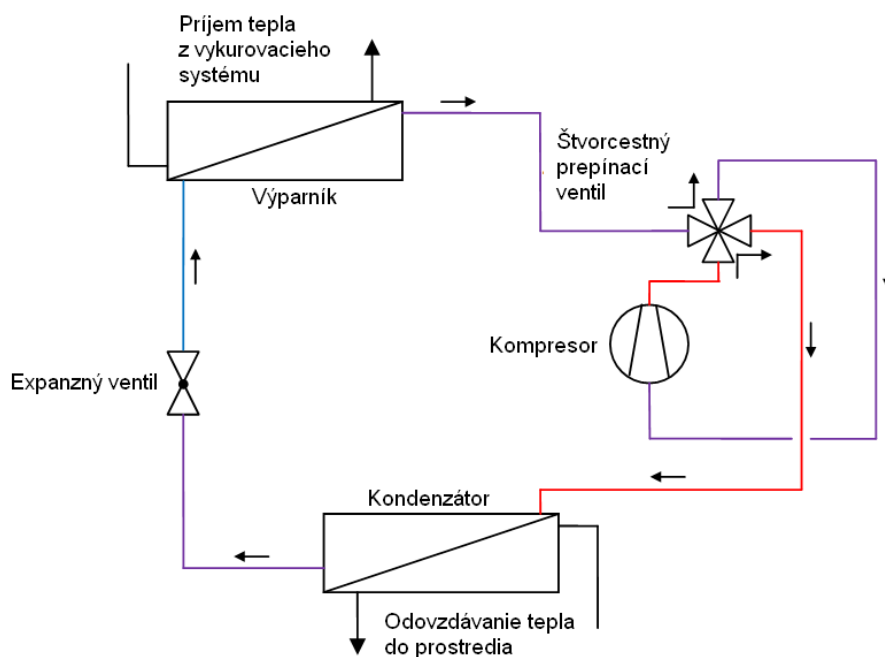 Príjem tepla
z vykurovacieho
systému
Výparník
Štvorcestný
prepínací
ventil
Kompresor
Expanzný ventil
Kondenzátor
Odovzdávanie tepla
do prostredia